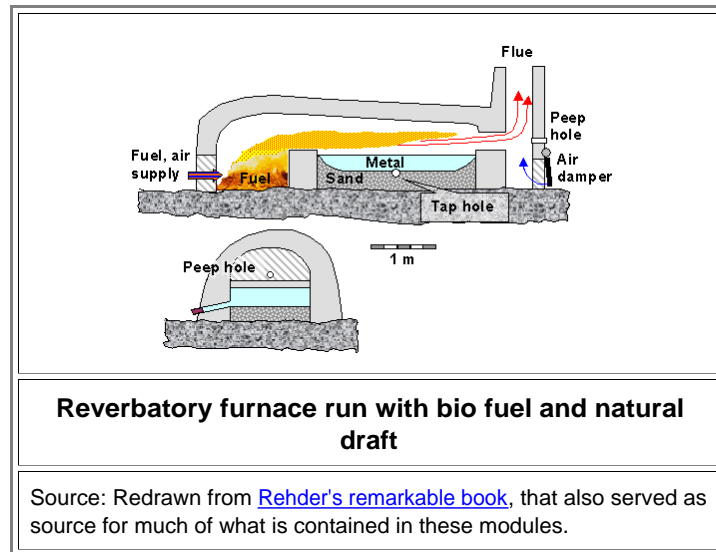 Flue
Peep
hole
Fuel, air
supply
Air
damper
Metal
Fuel
Sand
Tap hole
Peep hole
1 m
Reverbatory furnace run with bio fuel and natural
draft
Source: Redrawn from Rehder's remarkable book, that also served as
source for much of what is contained in these modules.